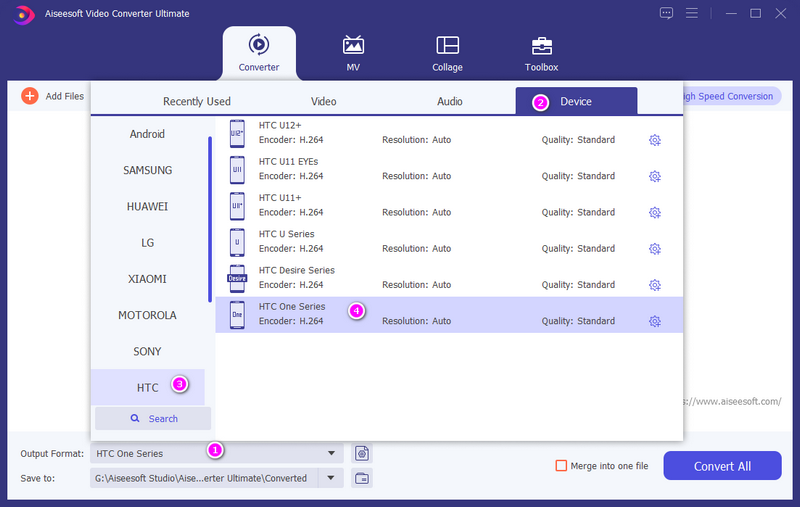 Aiseesoft Video Converter Ultimate
Converter
MV
Collage
Toolbox
Add Files
High Speed Conversion
Recently Used
Video
Audio
2
Device
Android
SAMSUNG
HUAWEI
LG
XIAOMI
MOTOROLA
SONY
HTC
3
Search
U12+
HTC U12+
Encoder: H.264
Resolution: Auto
Quality: Standard
U11
HTC U11 EYEs
Encoder: H.264
Resolution: Auto
Quality: Standard
U11+
HTC U11+
Encoder: H.264
Resolution: Auto
Quality: Standard
U
HTC U Series
Encoder: H.264
Resolution: Auto
Quality: Standard
Desire
HTC Desire Series
Encoder: H.264
Resolution: Auto
Quality: Standard
One
HTC One Series
4
Encoder: H.264
Resolution: Auto
Quality: Standard
s://www.aiseesoft.com/
1
Output Format:
HTC One Series
Save to:
G:\Aiseesoft Studio\Aise...erter Ultimate\Converted
Merge into one file
Convert All